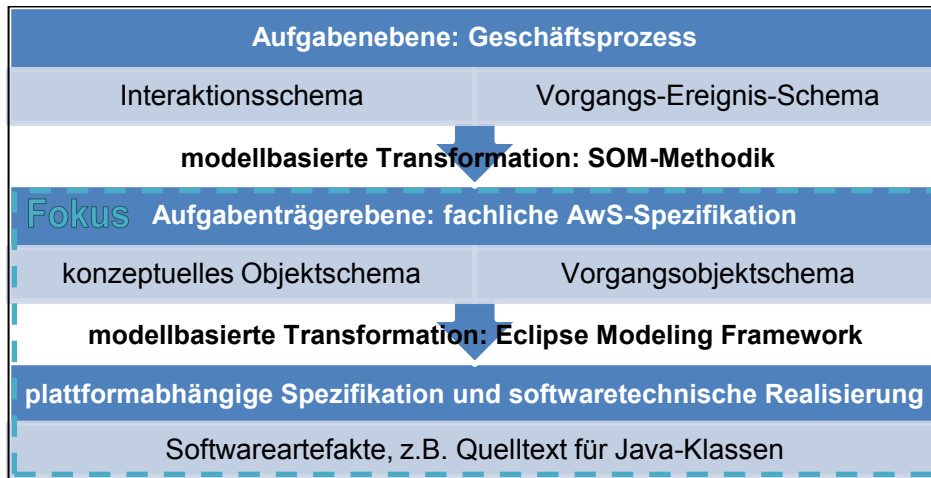 Aufgabenebene: Geschäftsprozess
Interaktionsschema
Vorgangs-Ereignis-Schema
modellbasierte Transformation: SOM-Methodik
Fokus
Aufgabenträgerebene: fachliche AwS-Spezifikation
konzeptuelles Objektschema
Vorgangsobjektschema
modellbasierte Transformation: Eclipse Modeling Framework
plattformabhängige Spezifikation und softwaretechnische Realisierung
Softwareartefakte, z.B. Quelltext für Java-Klassen